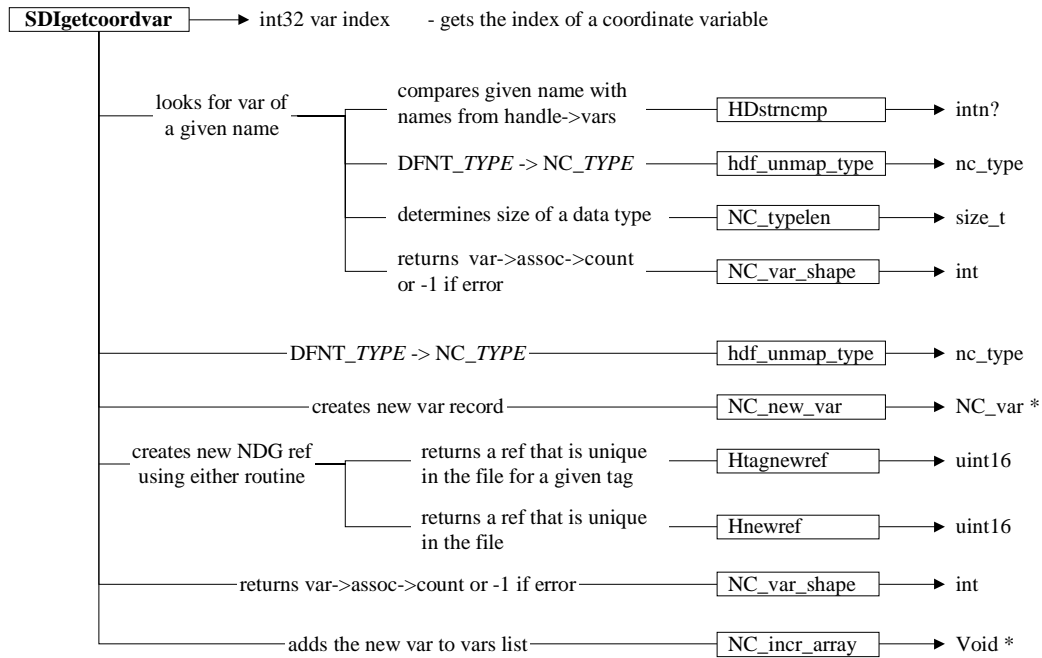 SDIgetcoordvar int32 var index - gets the index of a coordinate variable
looks for var of
a given name
compares given name with
names from handle->vars
HDstrncmp intn?
DFNT_TYPE -> NC_TYPE hdf_unmap_type nc_type
determines size of a data type NC_typelen size_t
returns var->assoc->count
or -1 if error
NC_var_shape int
DFNT_TYPE -> NC_TYPE hdf_unmap_type nc_type
creates new var record NC_new_var NC_var *
creates new NDG ref
using either routine
returns a ref that is unique
in the file for a given tag
Htagnewref uint16
returns a ref that is unique
in the file
Hnewref uint16
returns var->assoc->count or -1 if error NC_var_shape int
adds the new var to vars list NC_incr_array Void *